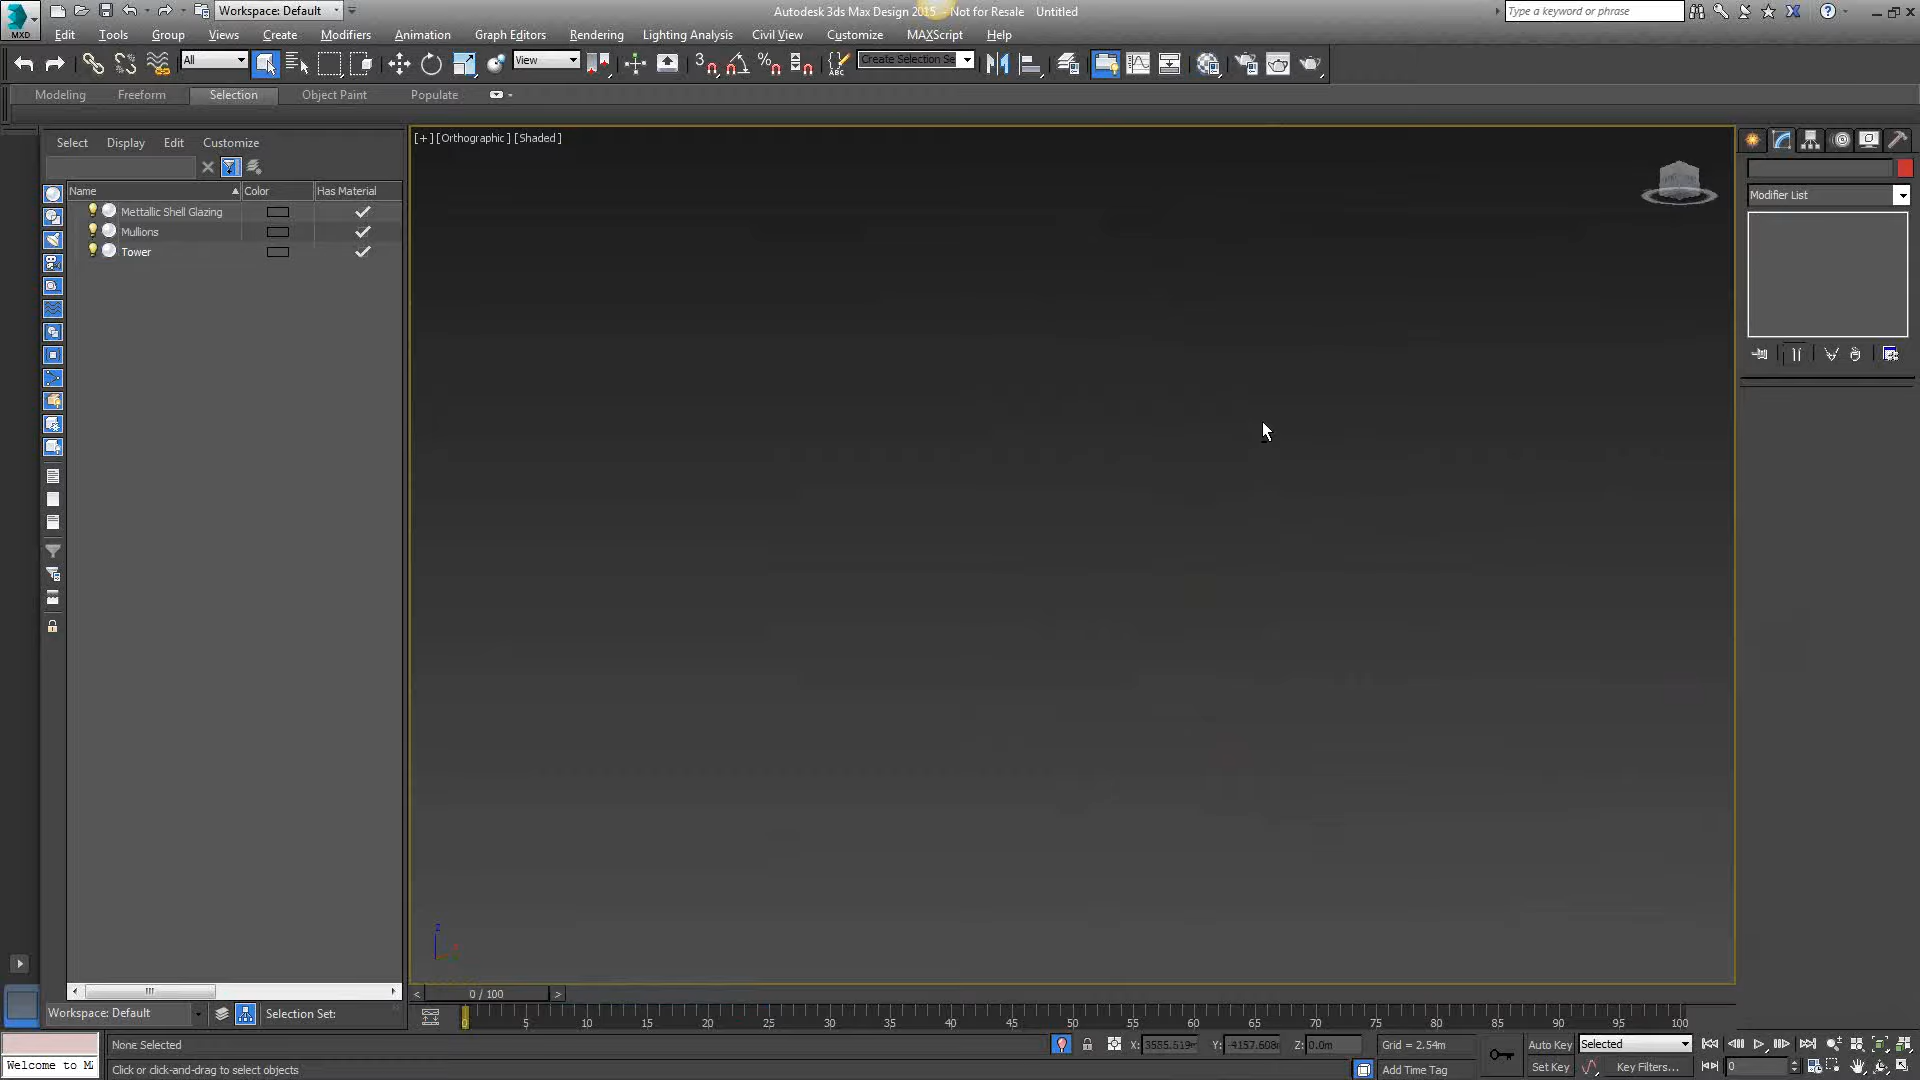 Workspace: Default
Autodesk 3ds Max Design 2015 - Not for Resale Untitled
Type a keyword or phrase
MXD
Edit Tools Group Views Create Modifiers Animation Graph Editors Rendering Lighting Analysis Civil View Customize MAXScript Help
All View Create Selection Se
Modeling Freeform Selection Object Paint Populate
Select Display Edit Customize
[+] [Orthographic] [Shaded]
Name Color Has Material
Modifier List
Mettallic Shell Glazing
Mullions
Tower
0 / 100
Workspace: Default Selection Set:
0 5 10 15 20 25 30 35 40 45 50 55 60 65 70 75 80 85 90 95 100
None Selected X: 3585.519m Y: -4157.608m Z: 0.0m Grid = 2.54m Auto Key Selected
Welcome to M Click or click-and-drag to select objects Add Time Tag Set Key Key Filters... 0